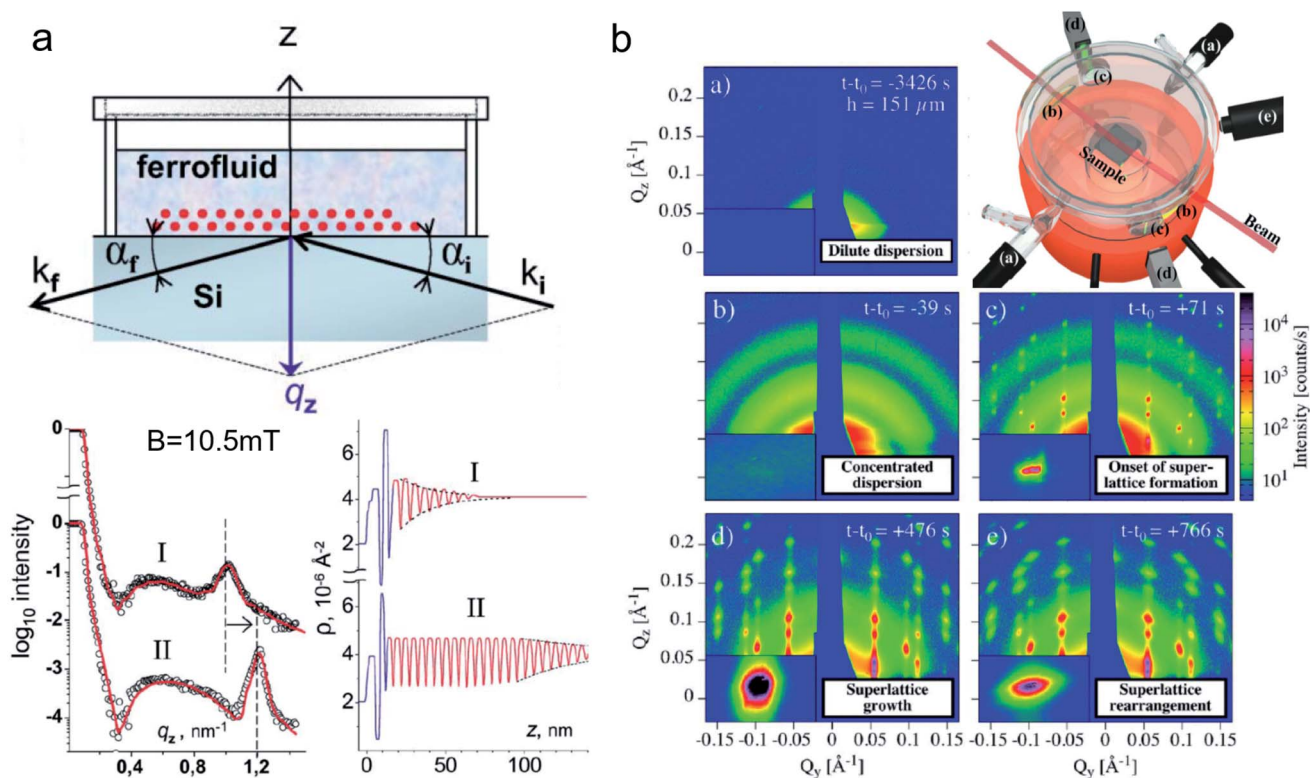 a
z
ferrofluid
α_f
α_i
k_f
k_i
Si
q_z
B=10.5mT
log₁₀ intensity
0
0
-1
-2
-3
-4
I
II
q_z, nm⁻¹
0,4
0,8
1,2
ρ, 10⁻⁶ Å⁻²
6
4
2
6
4
2
I
II
z, nm
0
50
100
b
a)
t-t₀ = -3426 s
h = 151 µm
Q_z [Å⁻¹]
0.2
0.15
0.1
0.05
0
Dilute dispersion
(d)
(a)
(c)
(b)
(e)
Sample
(b)
(c)
Beam
(a)
(d)
b)
t-t₀ = -39 s
Concentrated
dispersion
c)
t-t₀ = +71 s
Onset of super-
lattice formation
10⁴
10³
10²
10¹
Intensity [counts/s]
d)
t-t₀ = +476 s
Superlattice
growth
e)
t-t₀ = +766 s
Superlattice
rearrangement
Q_z [Å⁻¹]
0.2
0.15
0.1
0.05
0
-0.15
-0.1
-0.05
0
0.05
0.1
0.15
Q_y [Å⁻¹]
-0.15
-0.1
-0.05
0
0.05
0.1
0.15
Q_y [Å⁻¹]